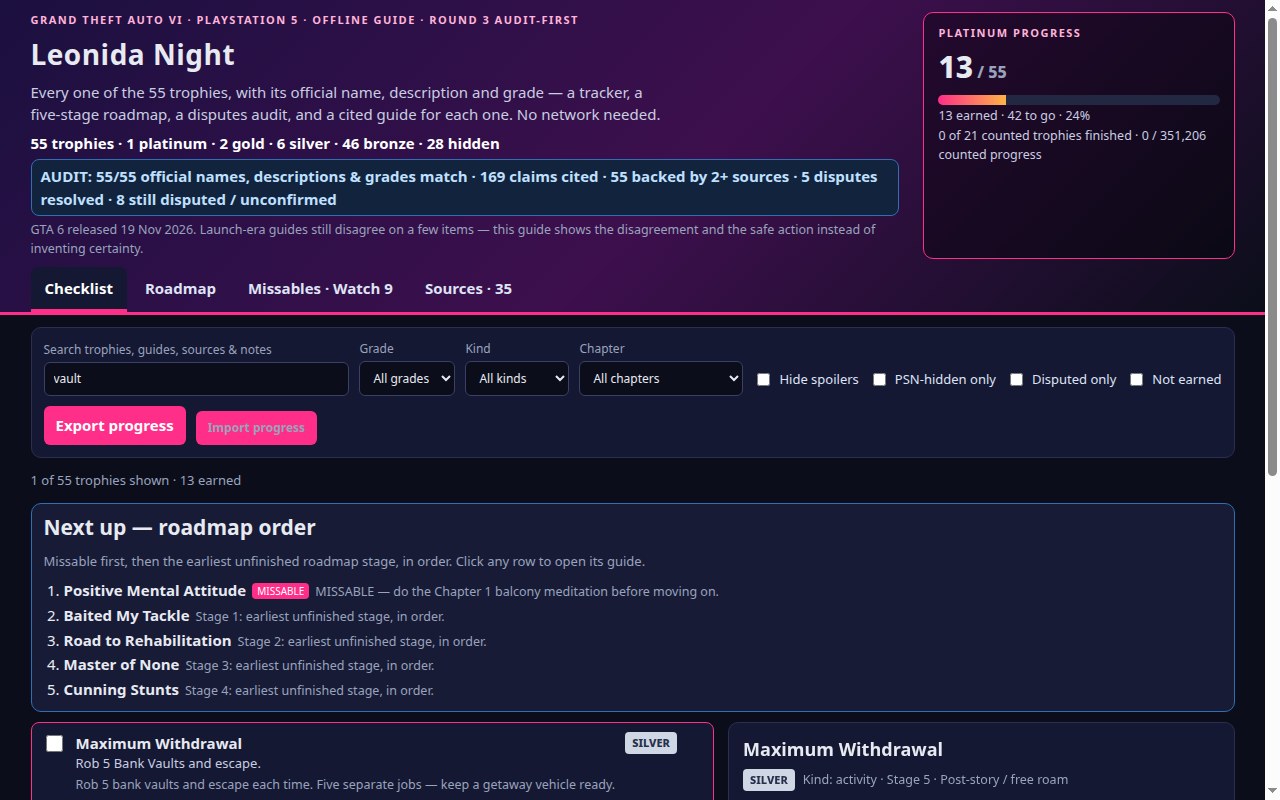 GRAND THEFT AUTO VI · PLAYSTATION 5 · OFFLINE GUIDE · ROUND 3 AUDIT-FIRST
Leonida Night
Every one of the 55 trophies, with its official name, description and grade — a tracker, a
five-stage roadmap, a disputes audit, and a cited guide for each one. No network needed.
55 trophies · 1 platinum · 2 gold · 6 silver · 46 bronze · 28 hidden
AUDIT: 55/55 official names, descriptions & grades match · 169 claims cited · 55 backed by 2+ sources · 5 disputes
resolved · 8 still disputed / unconfirmed
GTA 6 released 19 Nov 2026. Launch-era guides still disagree on a few items — this guide shows the disagreement and the safe action instead of
inventing certainty.
PLATINUM PROGRESS
13 / 55
13 earned · 42 to go · 24%
0 of 21 counted trophies finished · 0 / 351,206
counted progress
Checklist
Roadmap
Missables · Watch 9
Sources · 35
Search trophies, guides, sources & notes
Grade
Kind
Chapter
vault
All grades
All kinds
All chapters
Hide spoilers
PSN-hidden only
Disputed only
Not earned
Export progress
Import progress
1 of 55 trophies shown · 13 earned
Next up — roadmap order
Missable first, then the earliest unfinished roadmap stage, in order. Click any row to open its guide.
1. Positive Mental Attitude MISSABLE MISSABLE — do the Chapter 1 balcony meditation before moving on.
2. Baited My Tackle Stage 1: earliest unfinished stage, in order.
3. Road to Rehabilitation Stage 2: earliest unfinished stage, in order.
4. Master of None Stage 3: earliest unfinished stage, in order.
5. Cunning Stunts Stage 4: earliest unfinished stage, in order.
Maximum Withdrawal
SILVER
Rob 5 Bank Vaults and escape.
Rob 5 bank vaults and escape each time. Five separate jobs — keep a getaway vehicle ready.
Maximum Withdrawal
SILVER Kind: activity · Stage 5 · Post-story / free roam